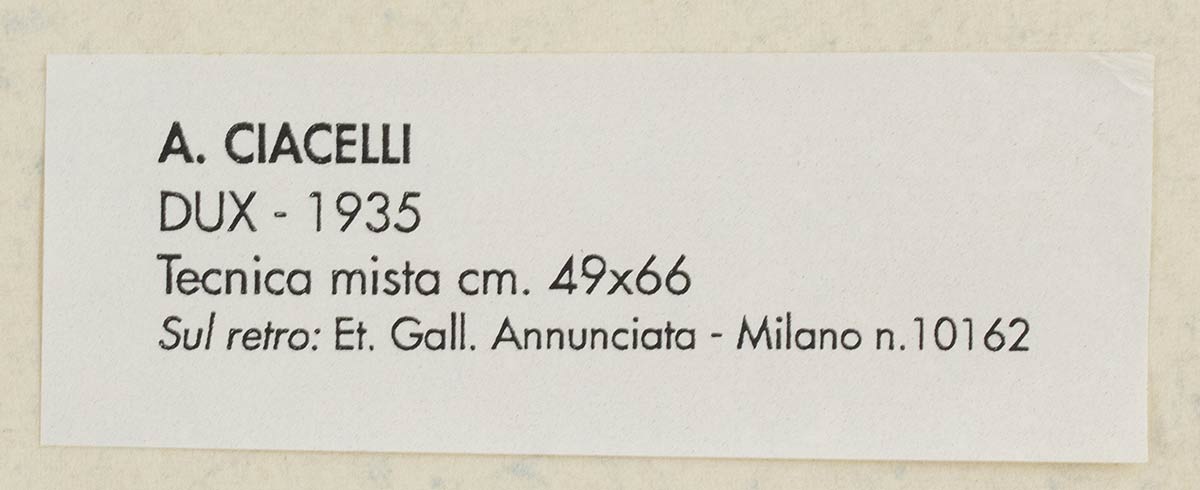 A. CIACELLI
DUX - 1935
Tecnica mista cm. 49x66
Sul retro: Et. Gall. Annunciata - Milano n.10162